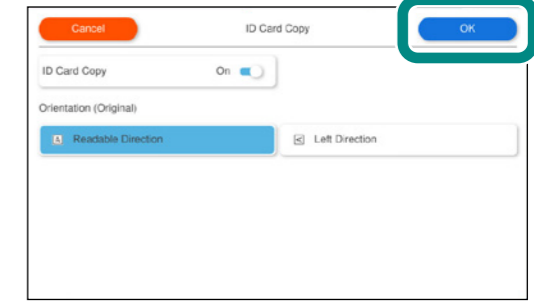 Cancel ID Card Copy OK
ID Card Copy On
Orientation (Original)
Readable Direction Left Direction